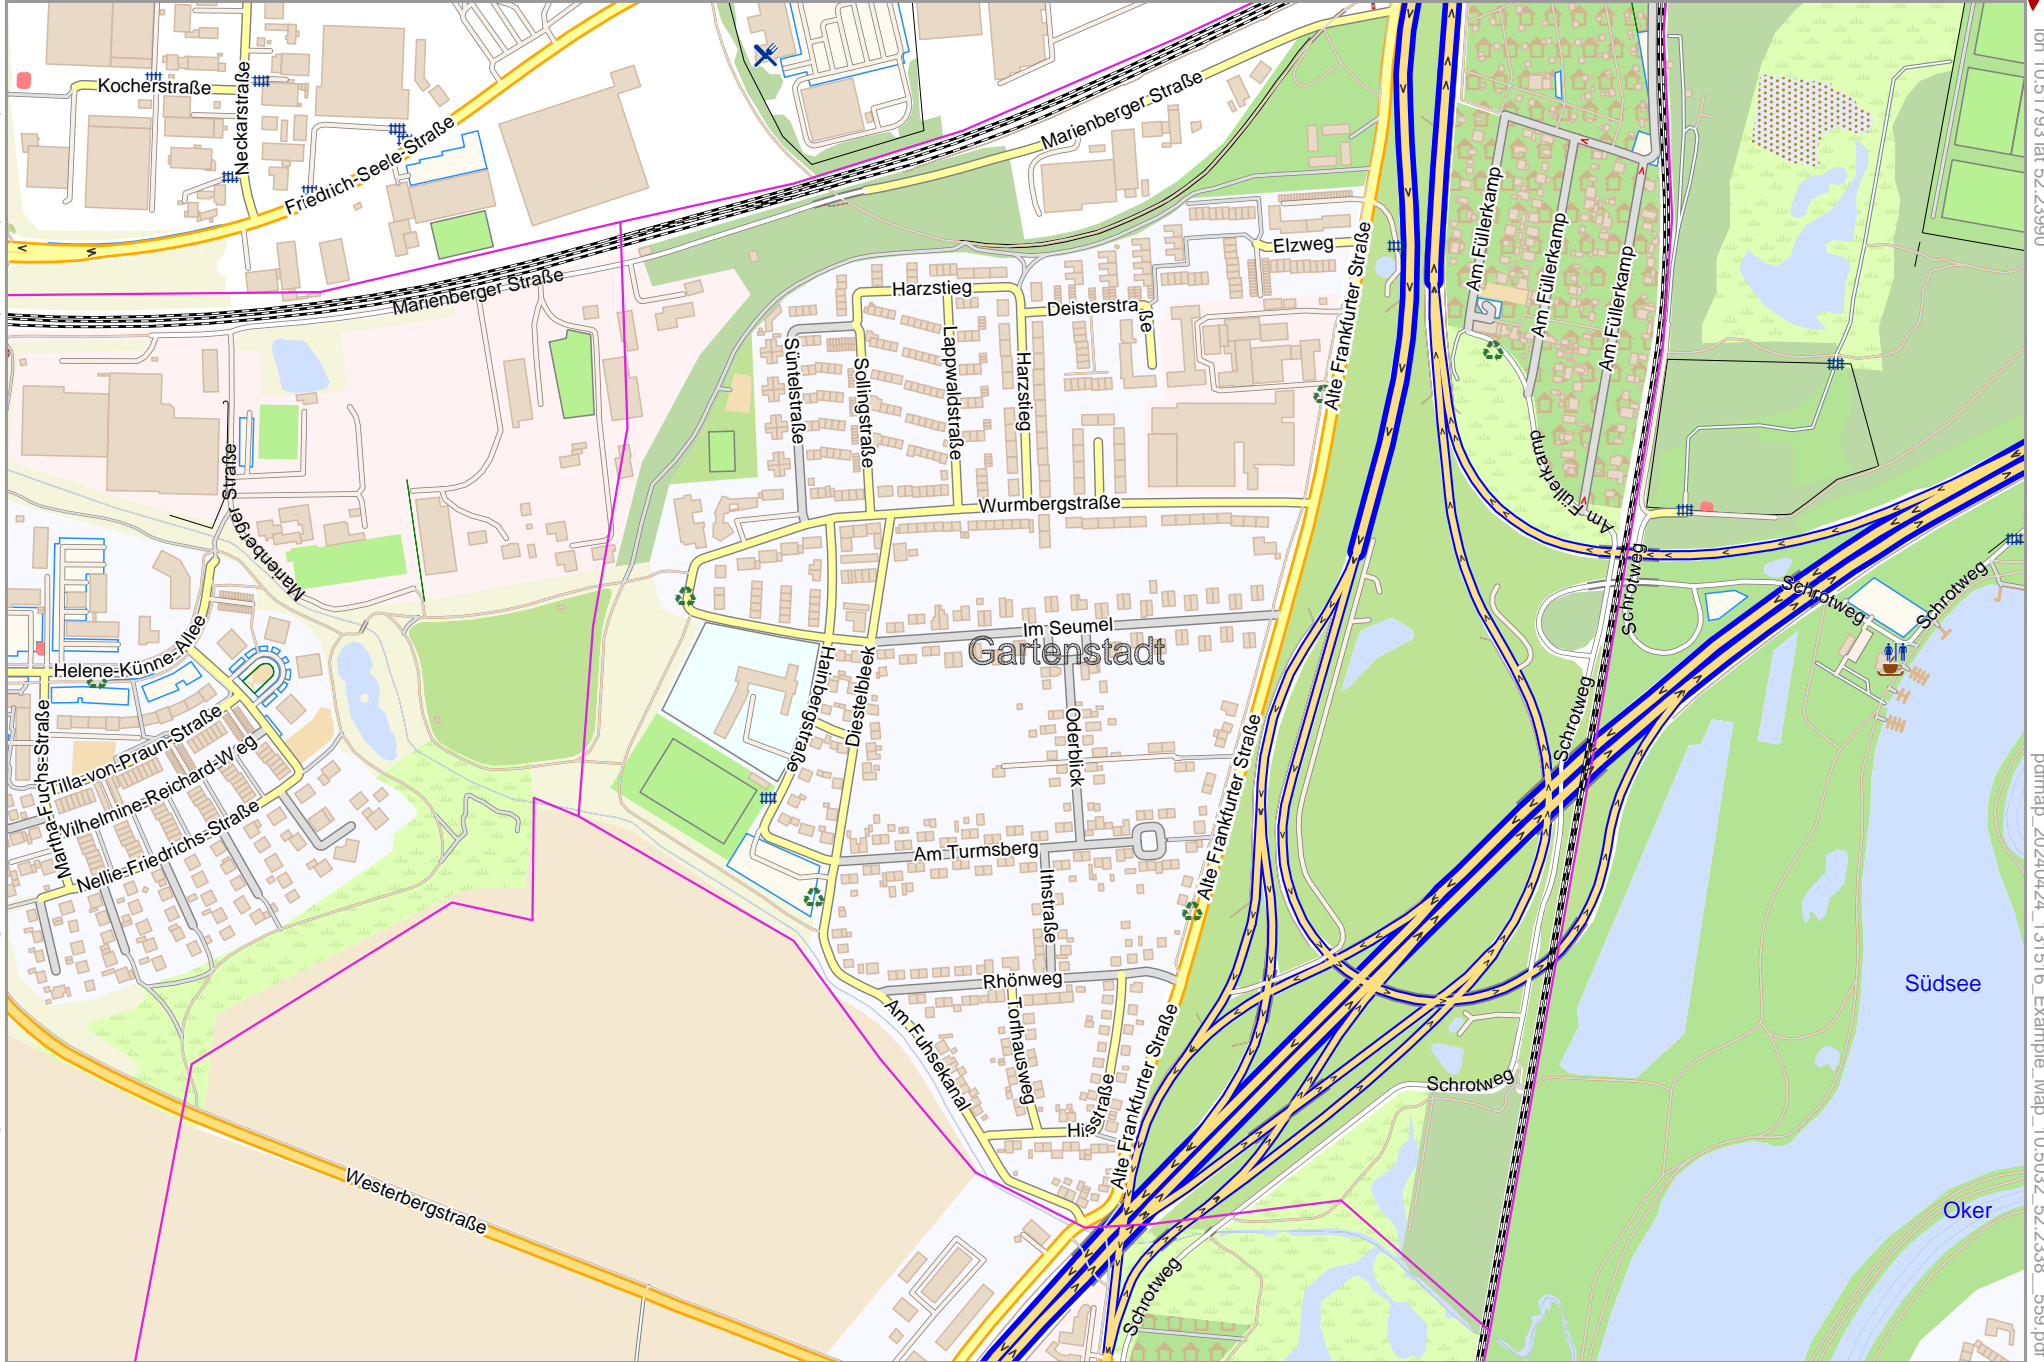 Kocherstraße
Neckarstraße
Friedrich-Seele-Straße
Marienberger Straße
Marienberger Straße
Elzweg
Alte Frankfurter Straße
Am Füllerkamp
Am Füllerkamp
Am Füllerkamp
Am Füllerkamp
Harzstieg
Deisterstraße
Süntelstraße
Sollingstraße
Lappwaldstraße
Harzstieg
Wurmbergstraße
Marienberger Straße
Schrotweg
Schrotweg
Schrotweg
Im Seumel
Gartenstadt
Helene-Künne-Allee
Hainbergstraße
Diestelbleek
Oderblick
Schrotweg
Alte Frankfurter Straße
Martha-Fuchs-Straße
Tilla-von-Praun-Straße
Wilhelmine-Reichard-Weg
Nellie-Friedrichs-Straße
Am Turmsberg
Ithstraße
Rhönweg
Südsee
Am Fuhsekanal
Torfhausweg
Alte Frankfurter Straße
Schrotweg
Westerbergstraße
Oker
Schrotweg